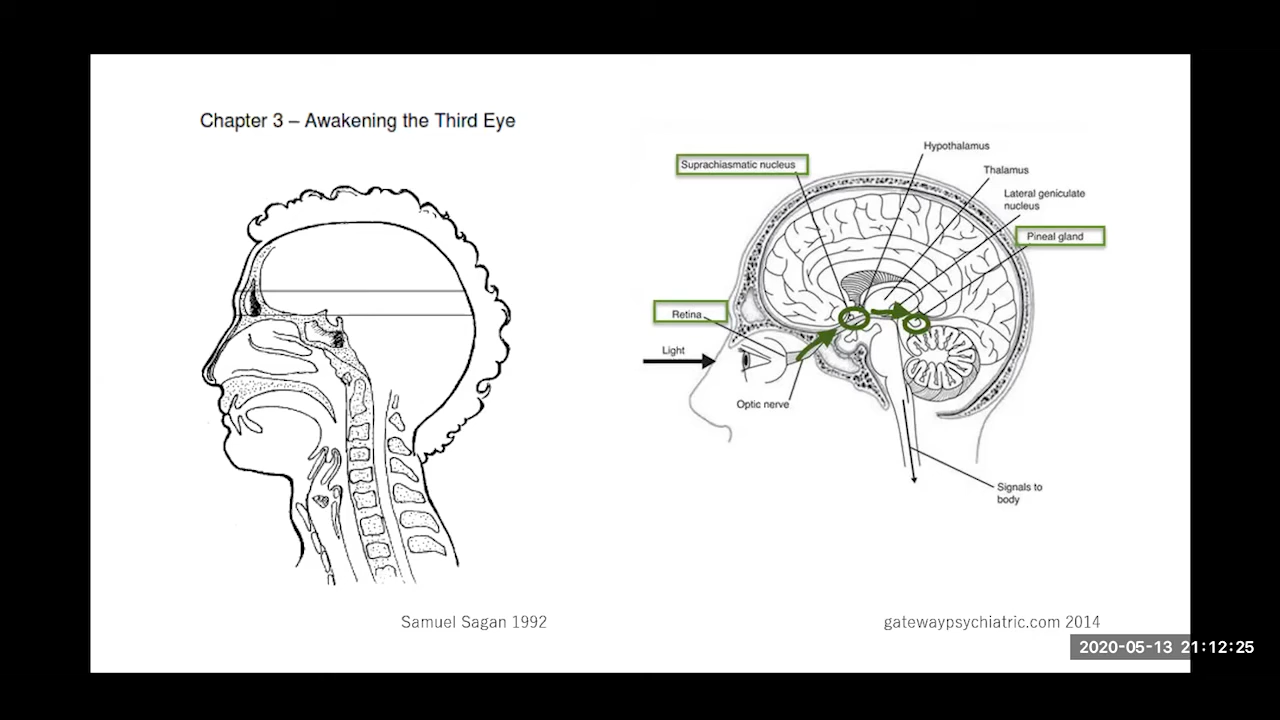 Chapter 3 – Awakening the Third Eye
Samuel Sagan 1992
Hypothalamus
Suprachiasmatic nucleus
Thalamus
Lateral geniculate
nucleus
Pineal gland
Retina
Light
Optic nerve
Signals to
body
gatewaypsychiatric.com 2014
2020-05-13 21:12:25